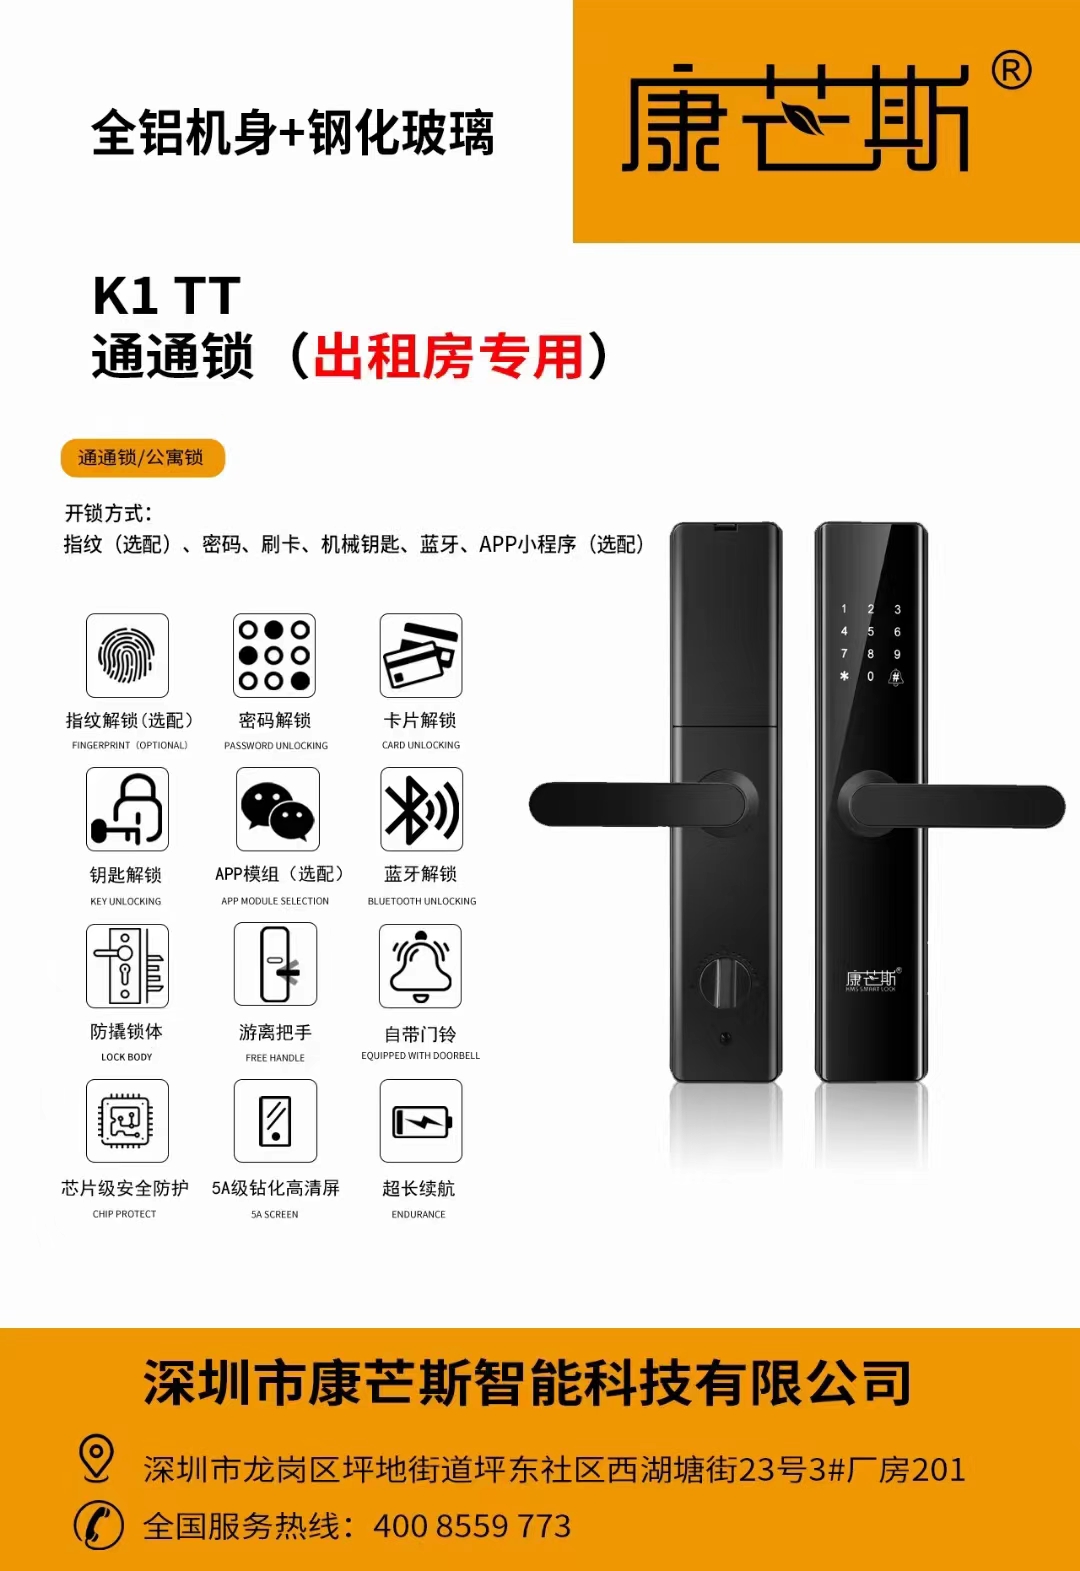 全铝机身+钢化玻璃
康芒斯®
K1 TT
通通锁（出租房专用）
通通锁/公寓锁
开锁方式：
指纹（选配）、密码、刷卡、机械钥匙、蓝牙、APP小程序（选配）
指纹解锁（选配） 密码解锁 卡片解锁
FINGERPRINT（OPTIONAL） PASSWORD UNLOCKING CARD UNLOCKING
钥匙解锁 APP模组（选配） 蓝牙解锁
KEY UNLOCKING APP MODULE SELECTION BLUETOOTH UNLOCKING
防撬锁体 游离把手 自带门铃
LOCK BODY FREE HANDLE EQUIPPED WITH DOORBELL
芯片级安全防护 5A级钻化高清屏 超长续航
CHIP PROTECT 5A SCREEN ENDURANCE
1 2 3
4 5 6
7 8 9
* 0 #
康芒斯®
KMS SMART LOCK
深圳市康芒斯智能科技有限公司
深圳市龙岗区坪地街道坪东社区西湖塘街23号3#厂房201
全国服务热线：400 8559 773